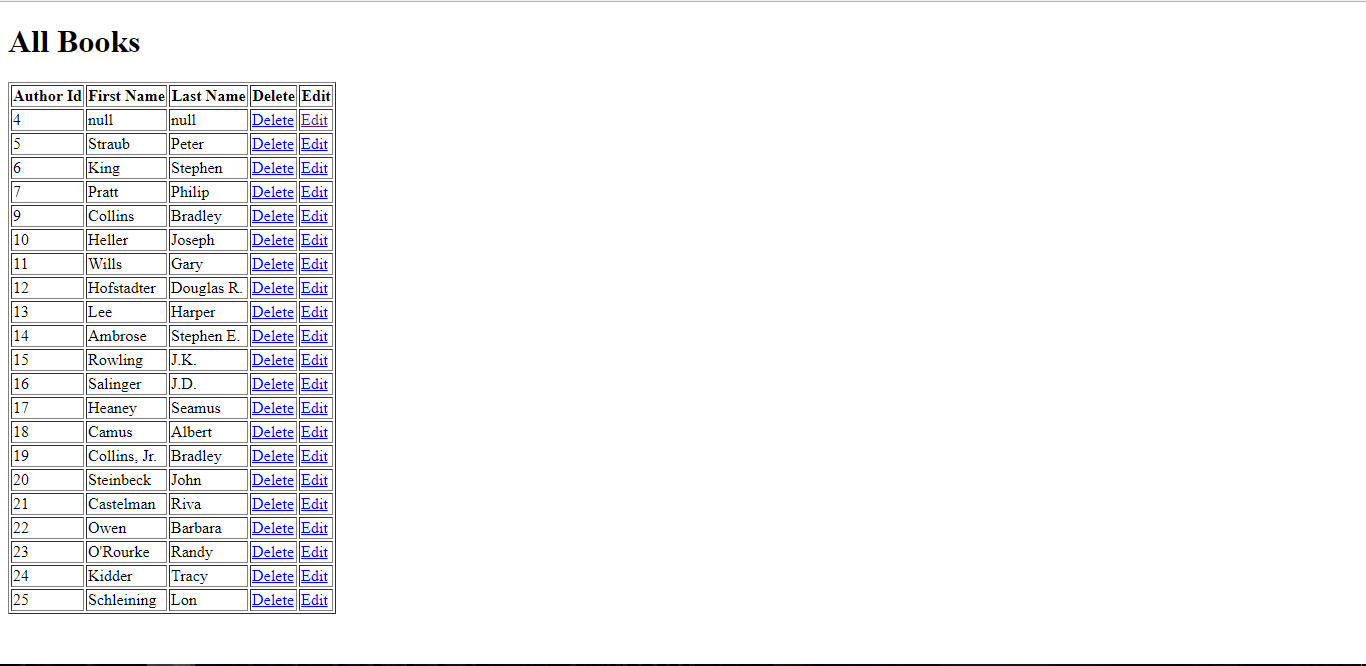 All Books
Author Id First Name Last Name Delete Edit
4 null null Delete Edit
5 Straub Peter Delete Edit
6 King Stephen Delete Edit
7 Pratt Philip Delete Edit
9 Collins Bradley Delete Edit
10 Heller Joseph Delete Edit
11 Wills Gary Delete Edit
12 Hofstadter Douglas R. Delete Edit
13 Lee Harper Delete Edit
14 Ambrose Stephen E. Delete Edit
15 Rowling J.K. Delete Edit
16 Salinger J.D. Delete Edit
17 Heaney Seamus Delete Edit
18 Camus Albert Delete Edit
19 Collins, Jr. Bradley Delete Edit
20 Steinbeck John Delete Edit
21 Castelman Riva Delete Edit
22 Owen Barbara Delete Edit
23 O'Rourke Randy Delete Edit
24 Kidder Tracy Delete Edit
25 Schleining Lon Delete Edit